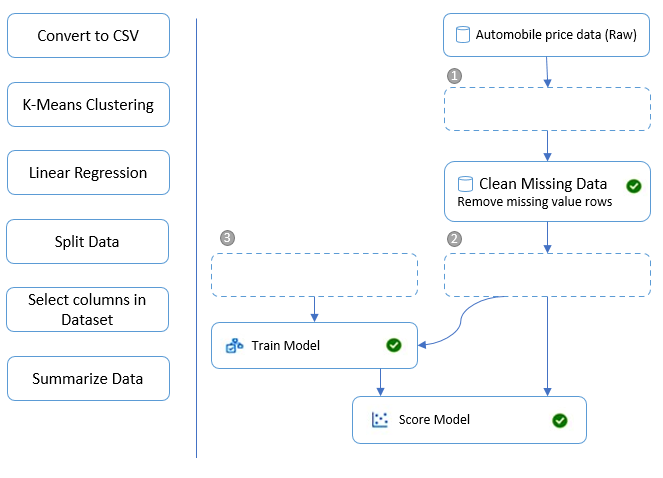 Convert to CSV
K-Means Clustering
Linear Regression
Split Data
Select columns in
Dataset
Summarize Data
Automobile price data (Raw)
1
Clean Missing Data
Remove missing value rows
3
2
Train Model
Score Model